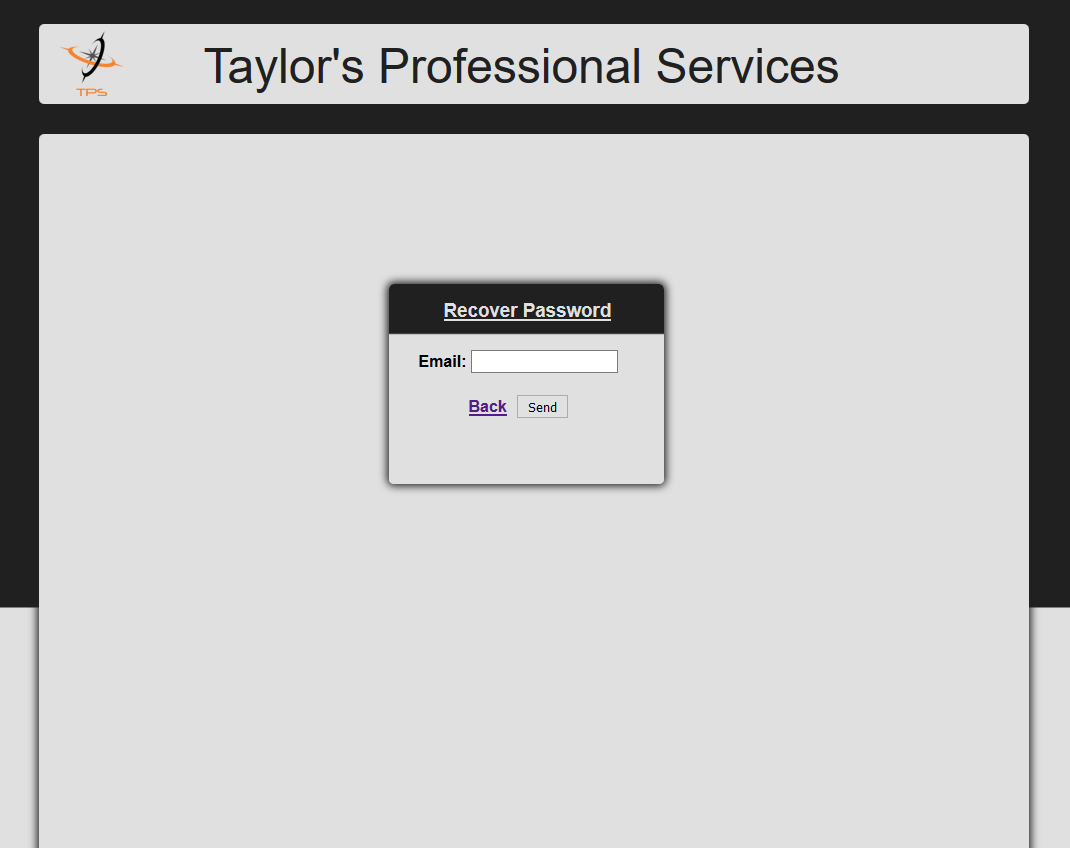 TPS
Taylor's Professional Services
Recover Password
Email:
Back Send